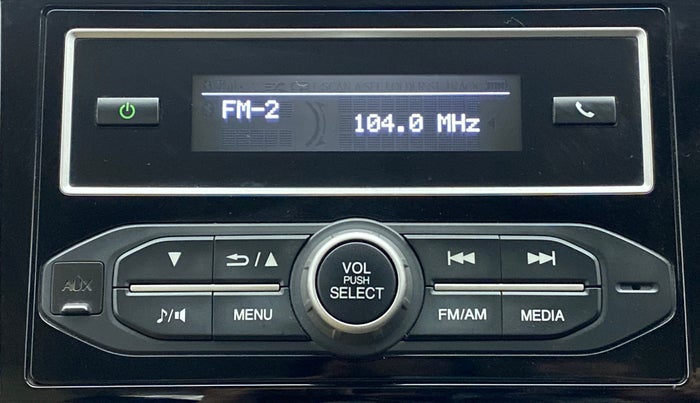 FM-2
104.0 MHz
AUX
VOL
PUSH
SELECT
MENU
FM/AM
MEDIA